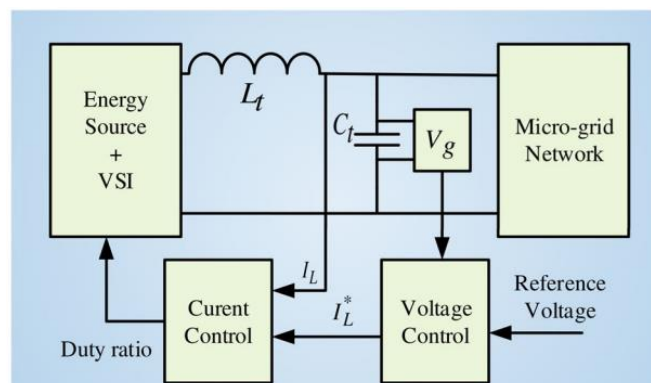 Energy
Source
+
VSI
L_t
C_t
V_g
Micro-grid
Network
I_L
Curent
Control
I_L^*
Voltage
Control
Reference
Voltage
Duty ratio